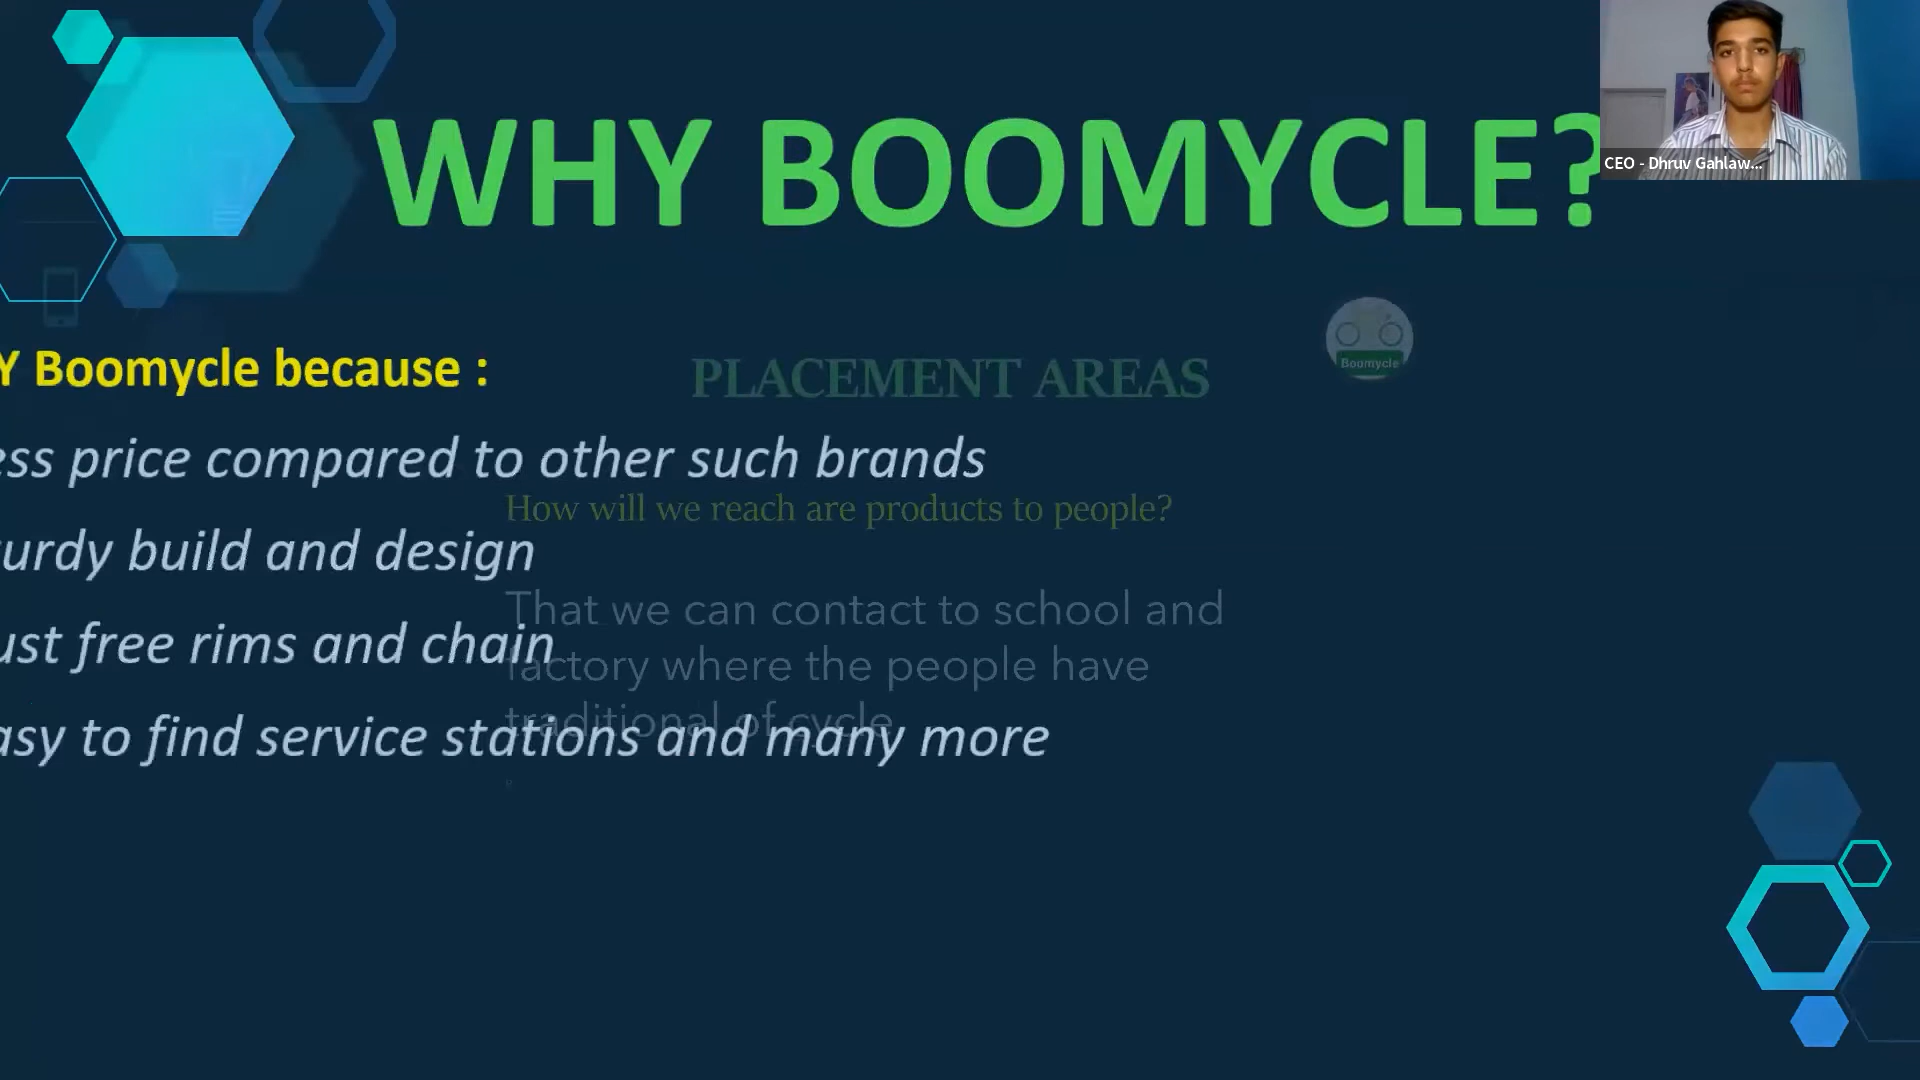 WHY BOOMYCLE?
CEO - Dhruv Gahlaw...
Y Boomycle because :
Boomycle
PLACEMENT AREAS
ess price compared to other such brands
How will we reach are products to people?
turdy build and design
That we can contact to school and
ust free rims and chain
factory where the people have
traditional of cycle
asy to find service stations and many more